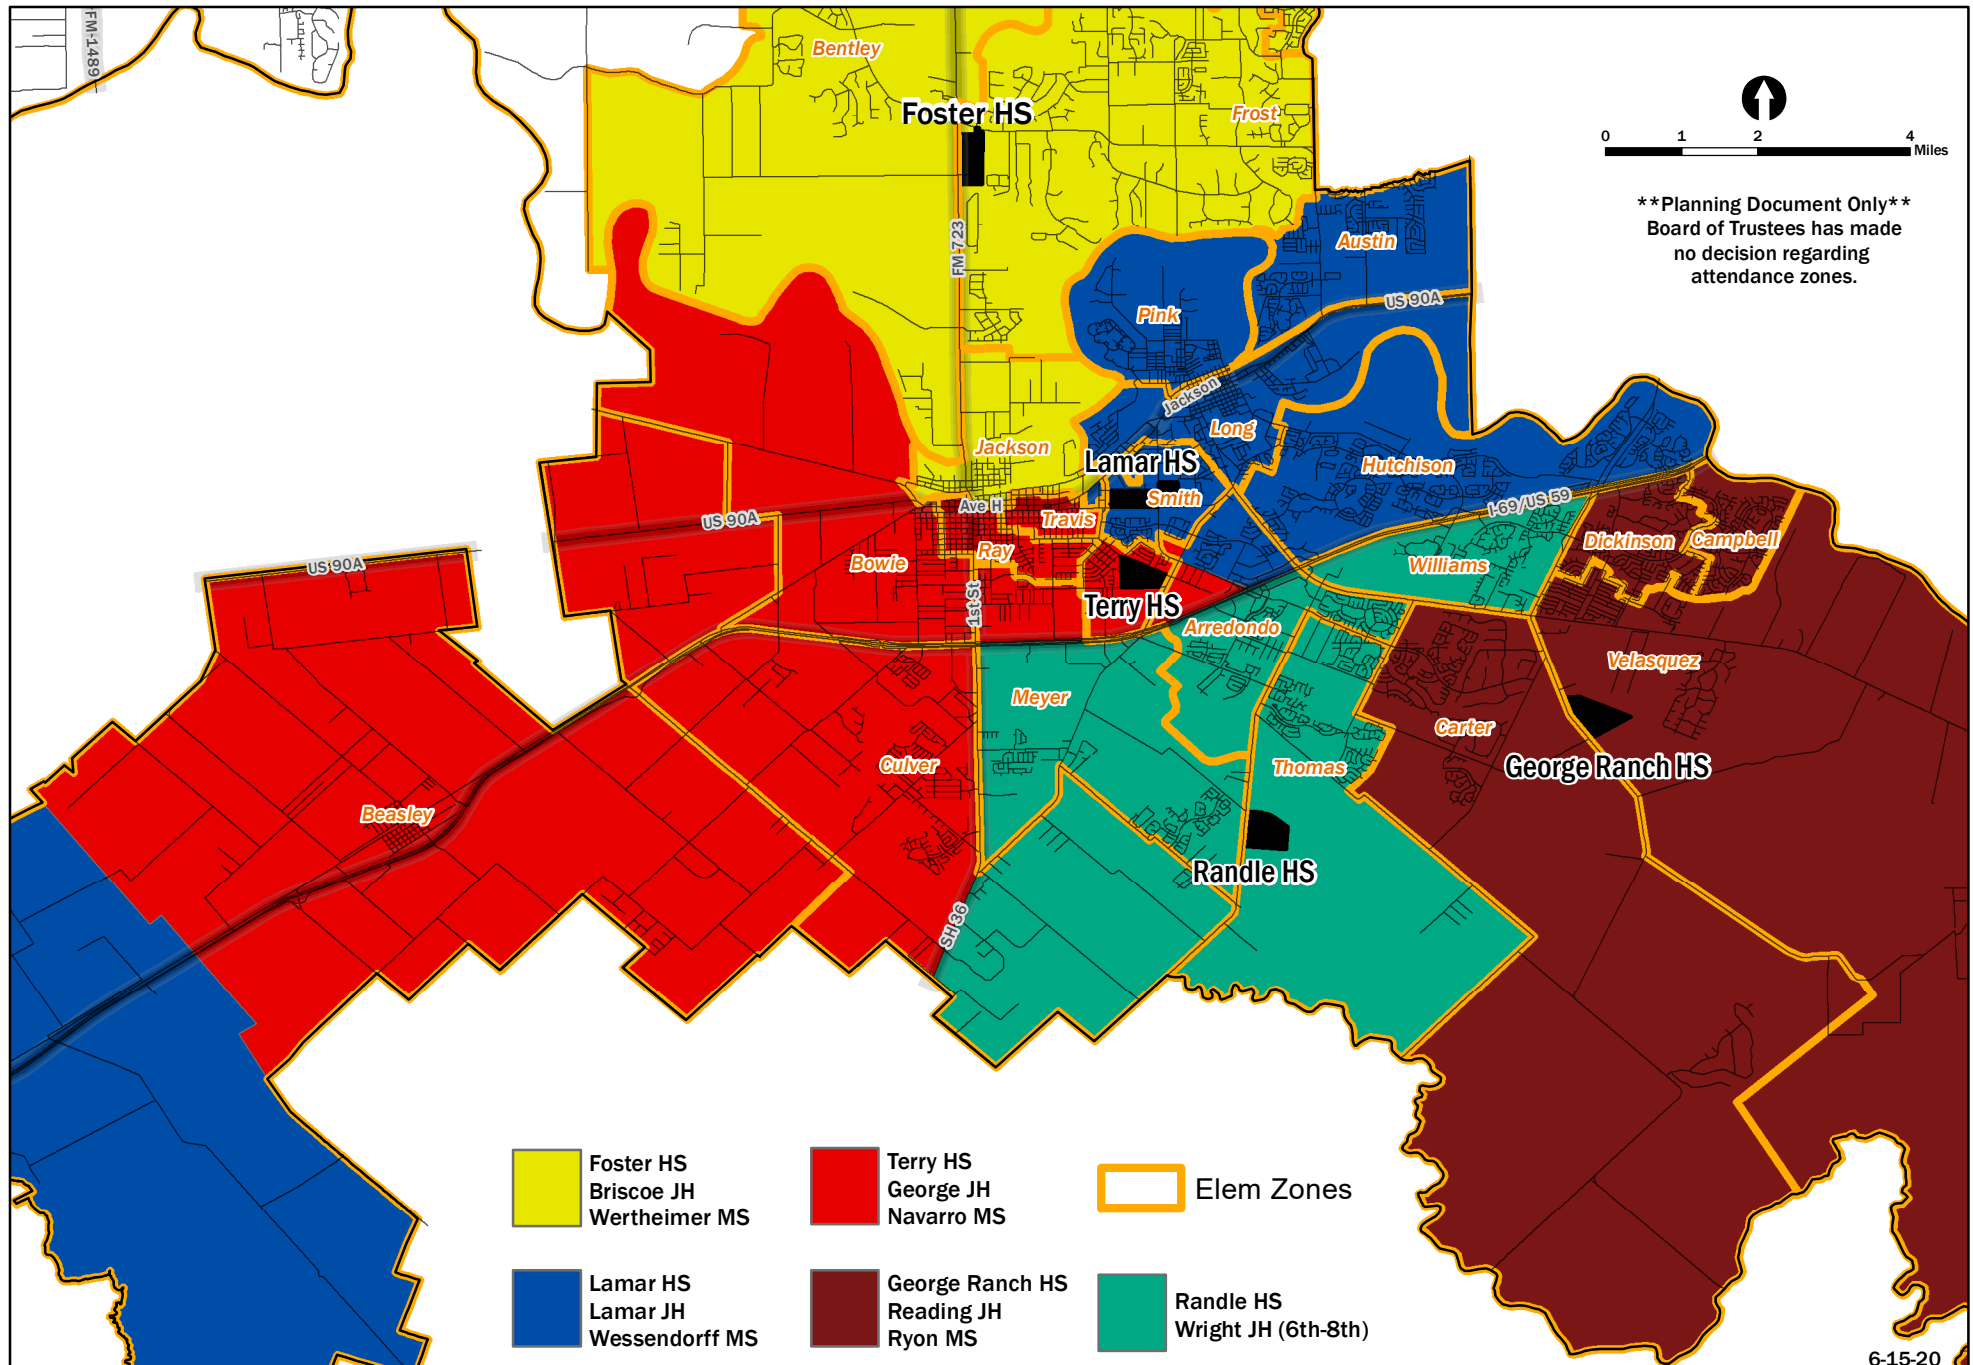 FM-1489
Bentley
Foster HS
Frost
0 1 2 4
Miles
**Planning Document Only**
Board of Trustees has made
no decision regarding
attendance zones.
FM 723
Austin
US 90A
Pink
Jackson
Long
Jackson
Lamar HS
Hutchison
Smith
I-69/US 59
Ave H
US 90A
Travis
Ray
Bowie
Dickinson
Campbell
Williams
US 90A
1st St
Terry HS
Arredondo
Velasquez
Meyer
Carter
Culver
Thomas
George Ranch HS
Beasley
Randle HS
SH 36
Foster HS
Briscoe JH
Wertheimer MS
Terry HS
George JH
Navarro MS
Elem Zones
Lamar HS
Lamar JH
Wessendorff MS
George Ranch HS
Reading JH
Ryon MS
Randle HS
Wright JH (6th-8th)
6-15-20